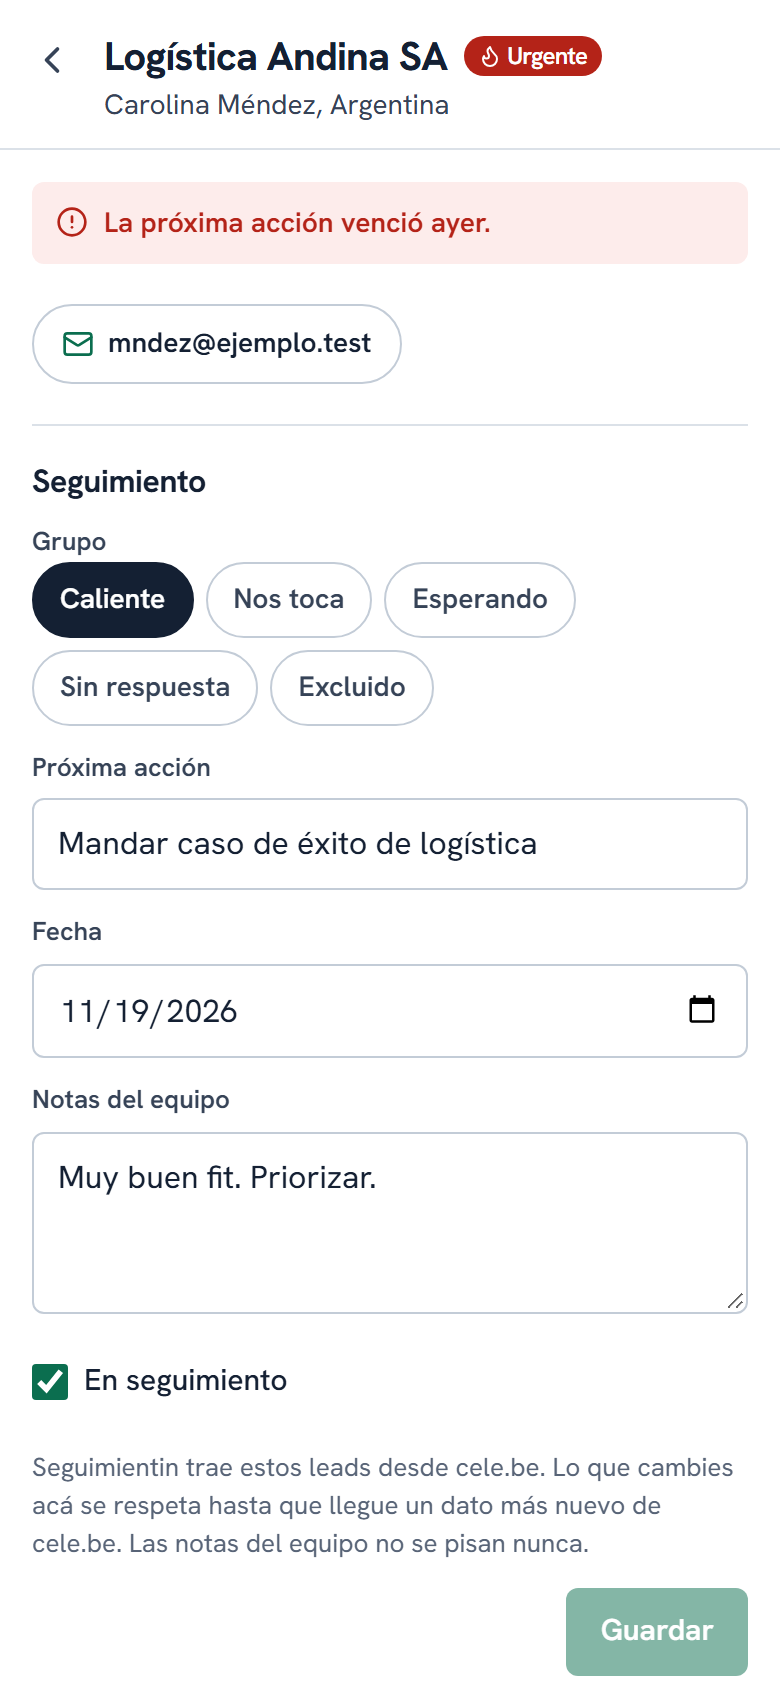 Logística Andina SA
Urgente
Carolina Méndez, Argentina
La próxima acción venció ayer.
mndez@ejemplo.test
Seguimiento
Grupo
Caliente
Nos toca
Esperando
Sin respuesta
Excluido
Próxima acción
Mandar caso de éxito de logística
Fecha
11/19/2026
Notas del equipo
Muy buen fit. Priorizar.
En seguimiento
Seguimientin trae estos leads desde cele.be. Lo que cambies
acá se respeta hasta que llegue un dato más nuevo de
cele.be. Las notas del equipo no se pisan nunca.
Guardar